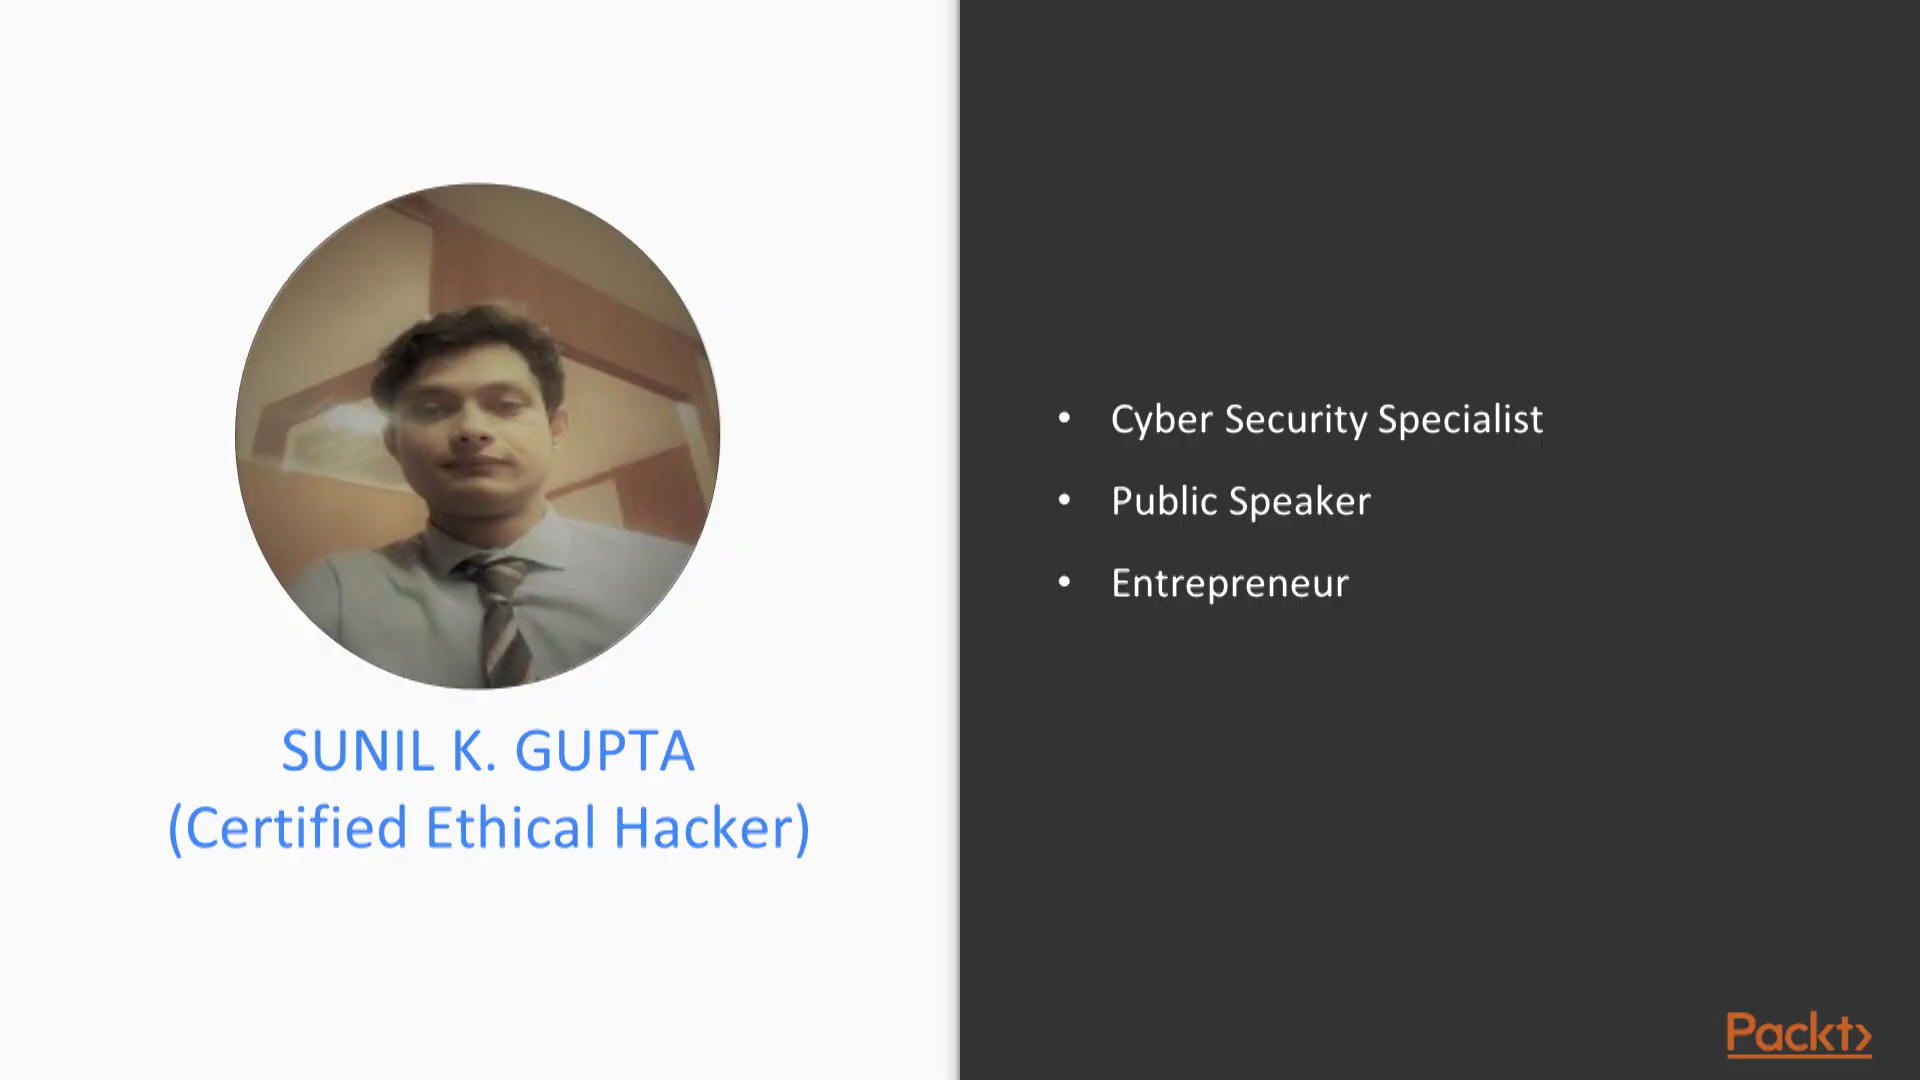 SUNIL K. GUPTA
(Certified Ethical Hacker)
• Cyber Security Specialist
• Public Speaker
• Entrepreneur
Packt>